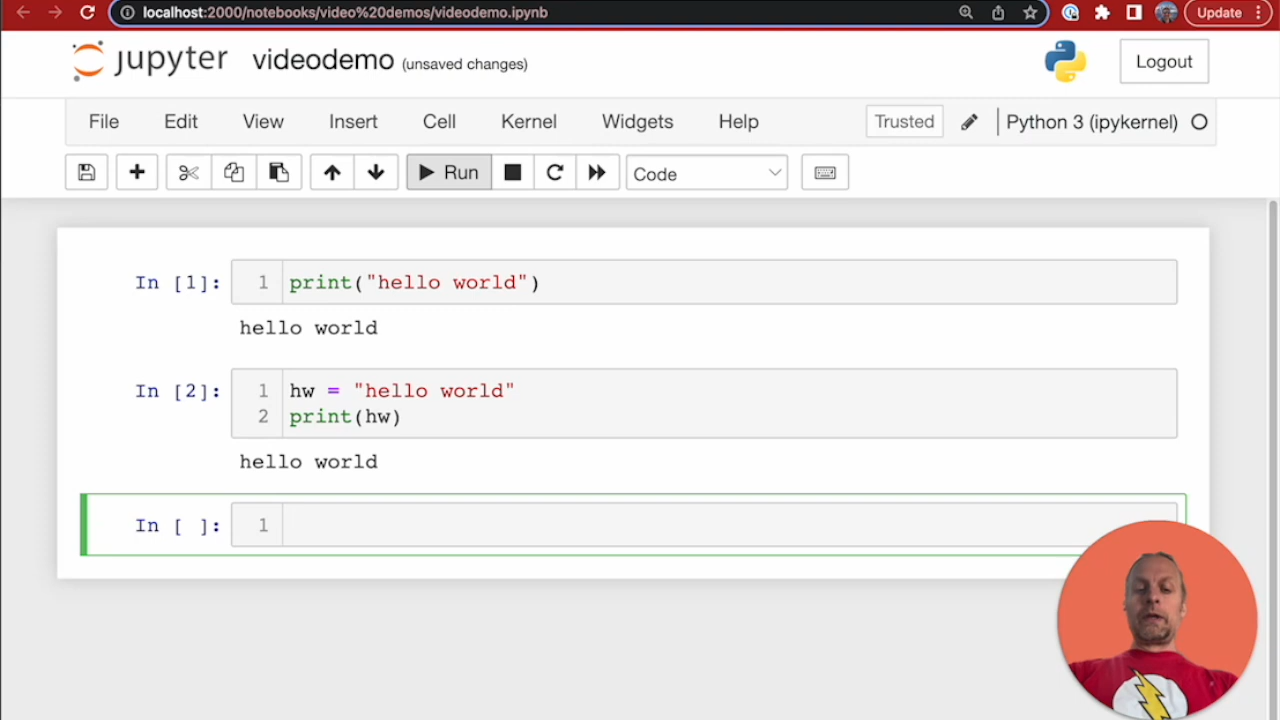 localhost:2000/notebooks/video%20demos/videodemo.ipynb
Update
jupyter videodemo (unsaved changes)
Logout
File Edit View Insert Cell Kernel Widgets Help
Trusted
Python 3 (ipykernel)
Run
Code
In [1]: 1 print("hello world")
hello world
In [2]: 1 hw = "hello world"
2 print(hw)
hello world
In [ ]: 1